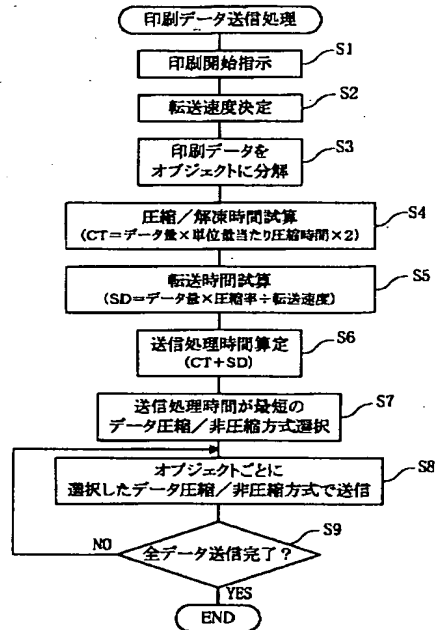 印刷データ送信処理
S1
印刷開始指示
S2
転送速度決定
S3
印刷データを
オブジェクトに分解
S4
圧縮／解凍時間試算
(CT＝データ量×単位量当たり圧縮時間×2)
S5
転送時間試算
(SD＝データ量×圧縮率÷転送速度)
S6
送信処理時間算定
(CT+SD)
S7
送信処理時間が最短の
データ圧縮／非圧縮方式選択
S8
オブジェクトごとに
選択したデータ圧縮／非圧縮方式で送信
S9
NO
全データ送信完了？
YES
END